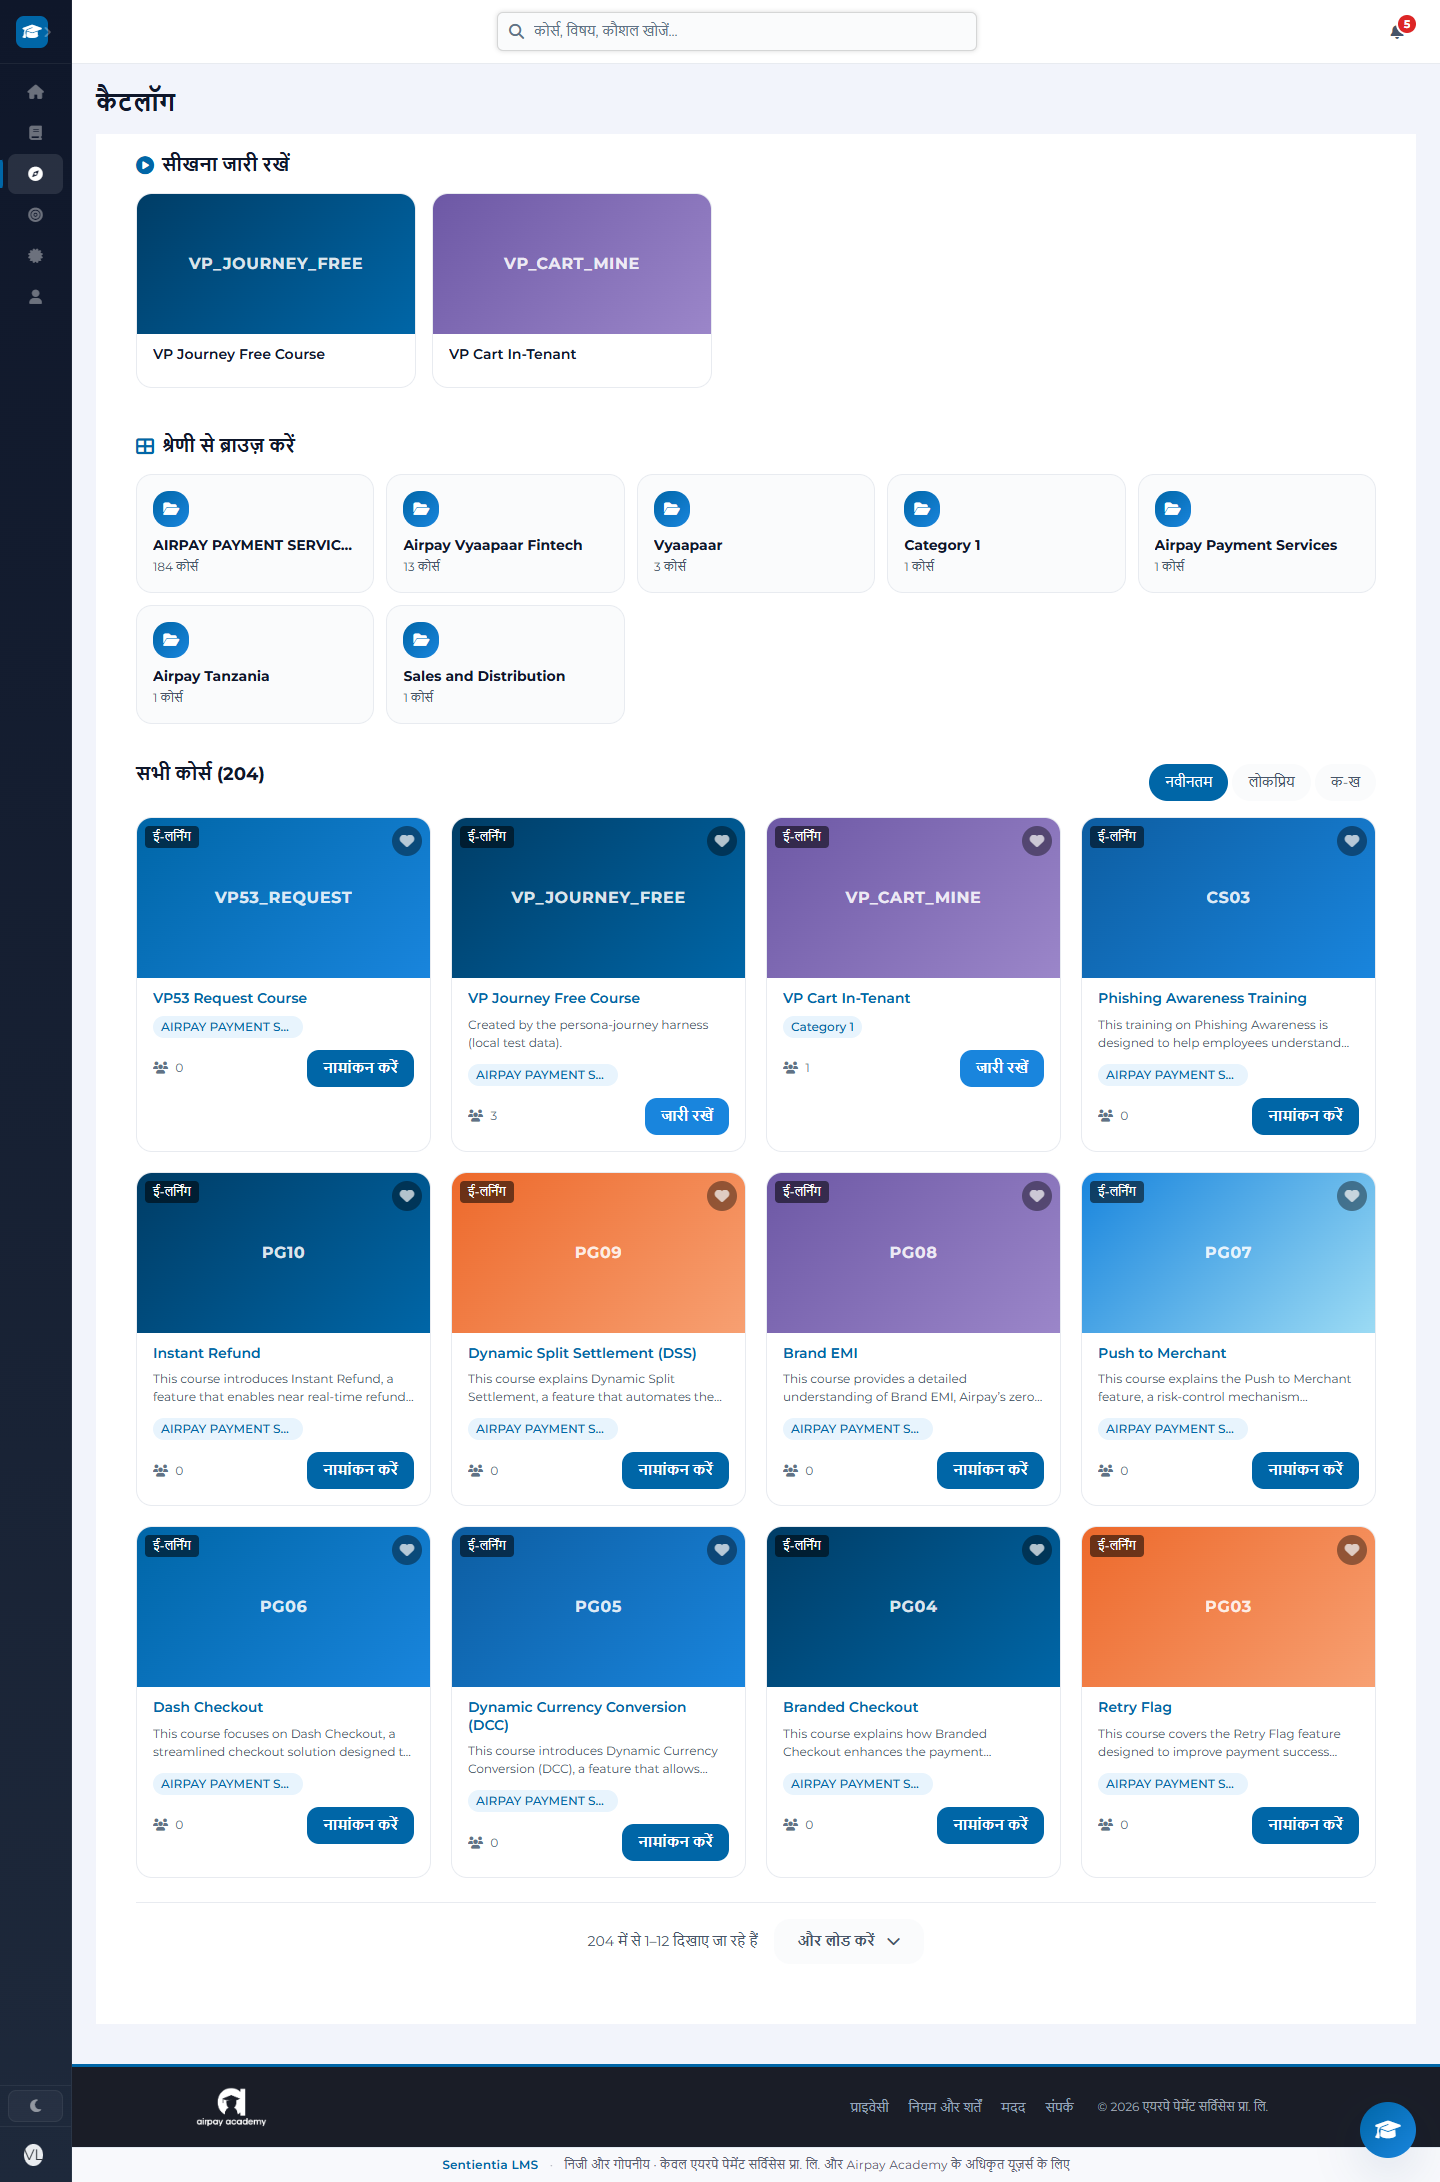 कोर्स, विषय, कौशल खोजें...
5
कैटलॉग
सीखना जारी रखें
VP_JOURNEY_FREE
VP_CART_MINE
VP Journey Free Course
VP Cart In-Tenant
श्रेणी से ब्राउज़ करें
AIRPAY PAYMENT SERVIC...
Airpay Vyaapaar Fintech
Vyaapaar
Category 1
Airpay Payment Services
184 कोर्स
13 कोर्स
3 कोर्स
1 कोर्स
1 कोर्स
Airpay Tanzania
Sales and Distribution
1 कोर्स
1 कोर्स
सभी कोर्स (204)
नवीनतम
लोकप्रिय
क-ख
ई-लर्निंग
VP53_REQUEST
VP53 Request Course
AIRPAY PAYMENT S...
0
नामांकन करें
ई-लर्निंग
VP_JOURNEY_FREE
VP Journey Free Course
Created by the persona-journey harness
(local test data).
AIRPAY PAYMENT S...
3
जारी रखें
ई-लर्निंग
VP_CART_MINE
VP Cart In-Tenant
Category 1
1
जारी रखें
ई-लर्निंग
CS03
Phishing Awareness Training
This training on Phishing Awareness is
designed to help employees understand...
AIRPAY PAYMENT S...
0
नामांकन करें
ई-लर्निंग
PG10
Instant Refund
This course introduces Instant Refund, a
feature that enables near real-time refund...
AIRPAY PAYMENT S...
0
नामांकन करें
ई-लर्निंग
PG09
Dynamic Split Settlement (DSS)
This course explains Dynamic Split
Settlement, a feature that automates the...
AIRPAY PAYMENT S...
0
नामांकन करें
ई-लर्निंग
PG08
Brand EMI
This course provides a detailed
understanding of Brand EMI, Airpay's zero...
AIRPAY PAYMENT S...
0
नामांकन करें
ई-लर्निंग
PG07
Push to Merchant
This course explains the Push to Merchant
feature, a risk-control mechanism...
AIRPAY PAYMENT S...
0
नामांकन करें
ई-लर्निंग
PG06
Dash Checkout
This course focuses on Dash Checkout, a
streamlined checkout solution designed t...
AIRPAY PAYMENT S...
0
नामांकन करें
ई-लर्निंग
PG05
Dynamic Currency Conversion
(DCC)
This course introduces Dynamic Currency
Conversion (DCC), a feature that allows...
AIRPAY PAYMENT S...
0
नामांकन करें
ई-लर्निंग
PG04
Branded Checkout
This course explains how Branded
Checkout enhances the payment...
AIRPAY PAYMENT S...
0
नामांकन करें
ई-लर्निंग
PG03
Retry Flag
This course covers the Retry Flag feature
designed to improve payment success...
AIRPAY PAYMENT S...
0
नामांकन करें
204 में से 1–12 दिखाए जा रहे हैं
और लोड करें
airpay academy
प्राइवेसी
नियम और शर्तें
मदद
संपर्क
© 2026 एयरपे पेमेंट सर्विसेस प्रा. लि.
VL
Sentientia LMS · निजी और गोपनीय · केवल एयरपे पेमेंट सर्विसेस प्रा. लि. और Airpay Academy के अधिकृत यूज़र्स के लिए